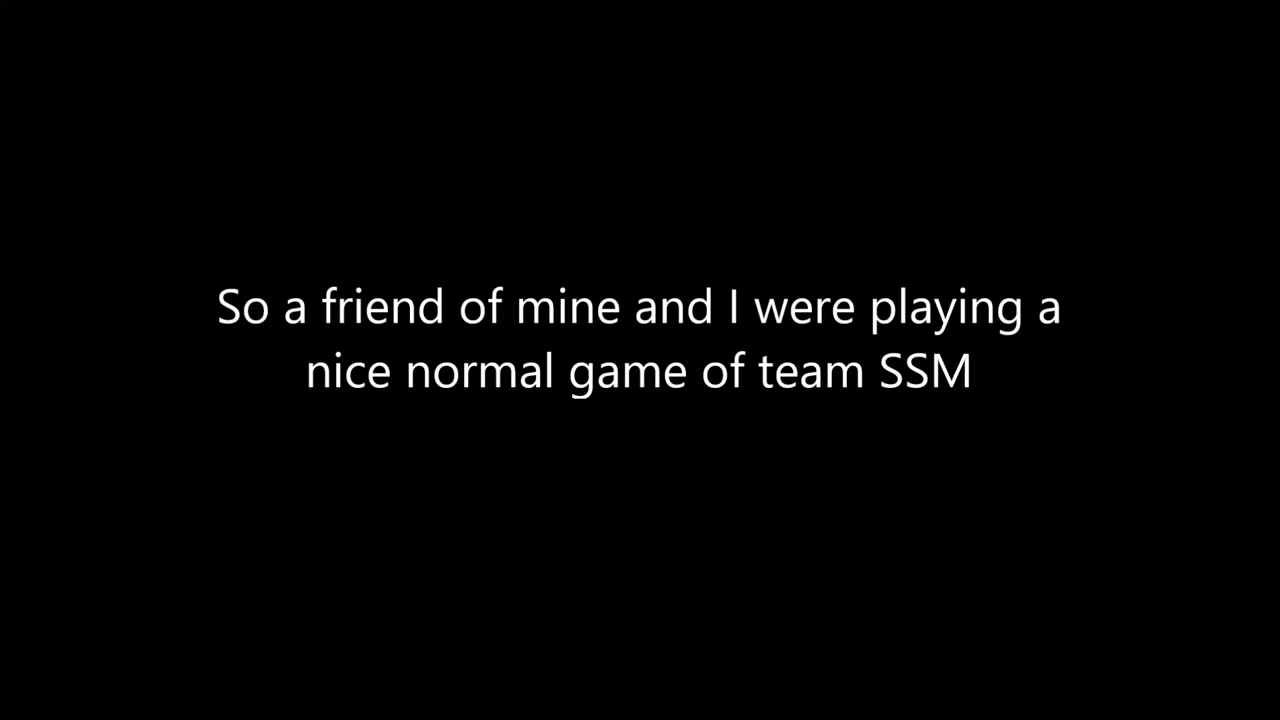 So a friend of mine and I were playing a
nice normal game of team SSM